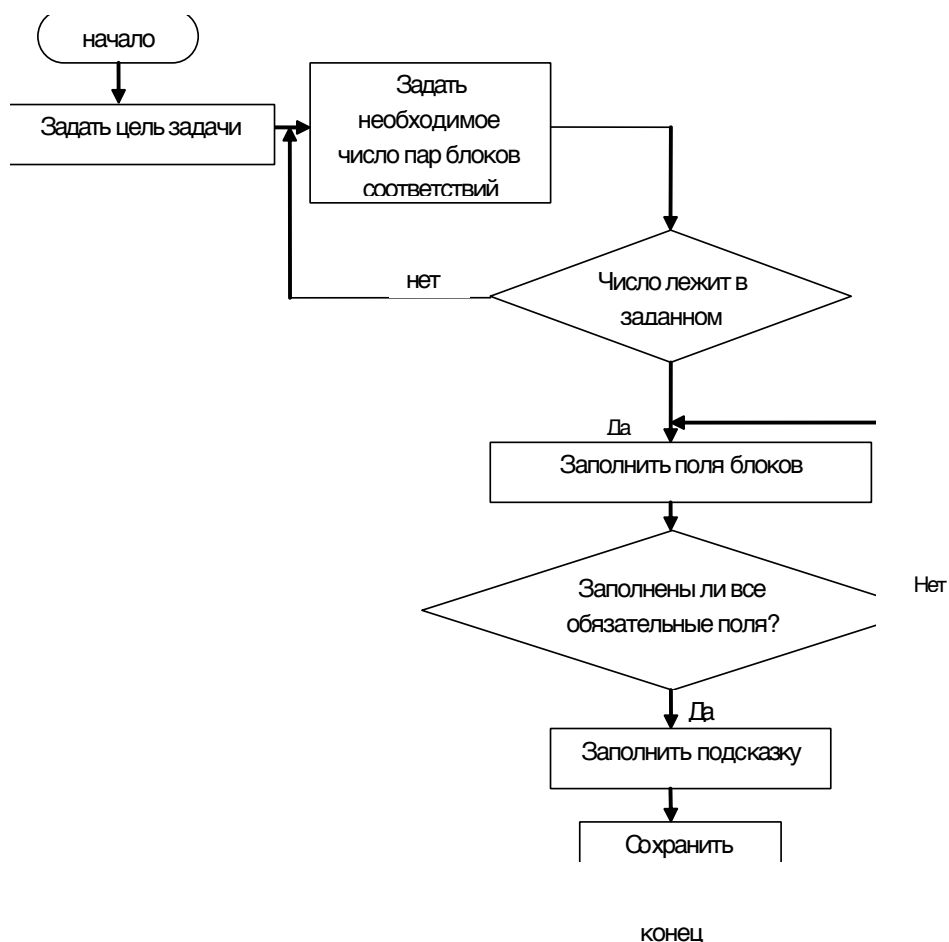 начало
Задать цель задачи
Задать
необходимое
число пар блоков
соответствий
нет
Число лежит в
заданном
Да
Заполнить поля блоков
Заполнены ли все
обязательные поля?
Нет
Да
Заполнить подсказку
Сохранить
конец